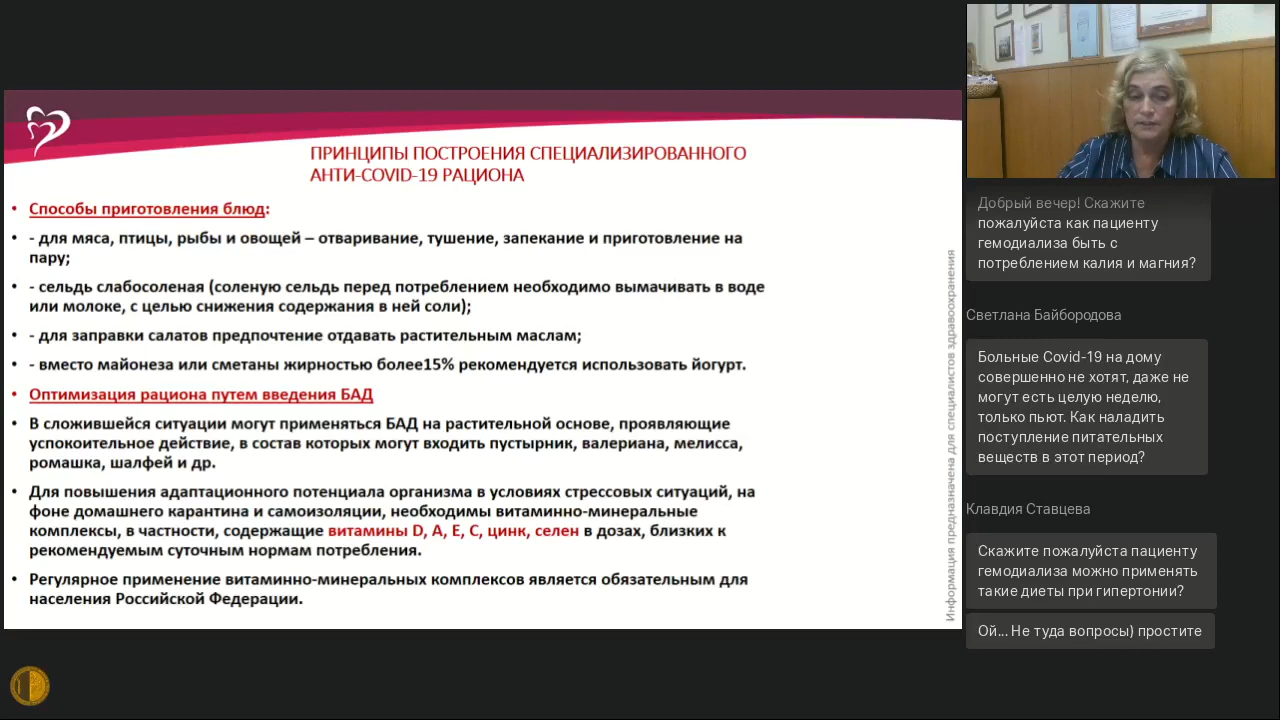 ПРИНЦИПЫ ПОСТРОЕНИЯ СПЕЦИАЛИЗИРОВАННОГО
АНТИ-COVID-19 РАЦИОНА
• Способы приготовления блюд:
• - для мяса, птицы, рыбы и овощей – отваривание, тушение, запекание и приготовление на
пару;
• - сельдь слабосоленая (соленую сельдь перед потреблением необходимо вымачивать в воде
или молоке, с целью снижения содержания в ней соли);
• - для заправки салатов предпочтение отдавать растительным маслам;
• - вместо майонеза или сметаны жирностью более15% рекомендуется использовать йогурт.
• Оптимизация рациона путем введения БАД
• В сложившейся ситуации могут применяться БАД на растительной основе, проявляющие
успокоительное действие, в состав которых могут входить пустырник, валериана, мелисса,
ромашка, шалфей и др.
• Для повышения адаптационного потенциала организма в условиях стрессовых ситуаций, на
фоне домашнего карантина и самоизоляции, необходимы витаминно-минеральные
комплексы, в частности, содержащие витамины D, А, Е, С, цинк, селен в дозах, близких к
рекомендуемым суточным нормам потребления.
• Регулярное применение витаминно-минеральных комплексов является обязательным для
населения Российской Федерации.
Информация предназначена для специалистов здравоохранения
Добрый вечер! Скажите
пожалуйста как пациенту
гемодиализа быть с
потреблением калия и магния?
Светлана Байбородова
Больные Covid-19 на дому
совершенно не хотят, даже не
могут есть целую неделю,
только пьют. Как наладить
поступление питательных
веществ в этот период?
Клавдия Ставцева
Скажите пожалуйста пациенту
гемодиализа можно применять
такие диеты при гипертонии?
Ой... Не туда вопросы) простите